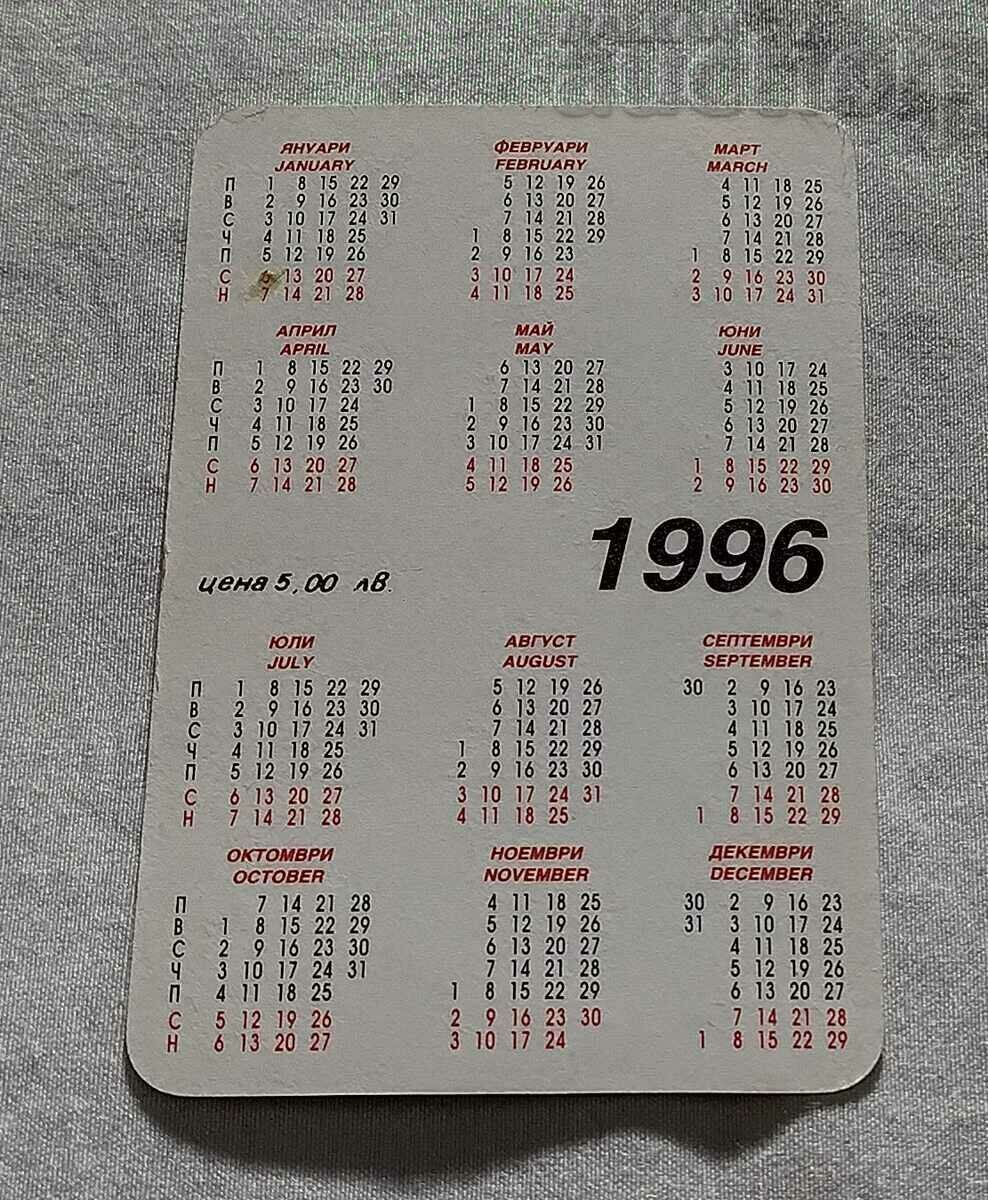 ЯНУАРИ ФЕВРУАРИ МАРТ
JANUARY FEBRUARY MARCH
П 1 8 15 22 29 5 12 19 26 4 11 18 25
В 2 9 16 23 30 6 13 20 27 5 12 19 26
С 3 10 17 24 31 7 14 21 28 6 13 20 27
Ч 4 11 18 25 1 8 15 22 29 7 14 21 28
П 5 12 19 26 2 9 16 23 1 8 15 22 29
С 6 13 20 27 3 10 17 24 2 9 16 23 30
Н 7 14 21 28 4 11 18 25 3 10 17 24 31
АПРИЛ МАЙ ЮНИ
APRIL MAY JUNE
П 1 8 15 22 29 6 13 20 27 3 10 17 24
В 2 9 16 23 30 7 14 21 28 4 11 18 25
С 3 10 17 24 1 8 15 22 29 5 12 19 26
Ч 4 11 18 25 2 9 16 23 30 6 13 20 27
П 5 12 19 26 3 10 17 24 31 7 14 21 28
С 6 13 20 27 4 11 18 25 1 8 15 22 29
Н 7 14 21 28 5 12 19 26 2 9 16 23 30
1996
цена 5,00 лв.
ЮЛИ АВГУСТ СЕПТЕМВРИ
JULY AUGUST SEPTEMBER
П 1 8 15 22 29 5 12 19 26 30 2 9 16 23
В 2 9 16 23 30 6 13 20 27 3 10 17 24
С 3 10 17 24 31 7 14 21 28 4 11 18 25
Ч 4 11 18 25 1 8 15 22 29 5 12 19 26
П 5 12 19 26 2 9 16 23 30 6 13 20 27
С 6 13 20 27 3 10 17 24 31 7 14 21 28
Н 7 14 21 28 4 11 18 25 1 8 15 22 29
ОКТОМВРИ НОЕМВРИ ДЕКЕМВРИ
OCTOBER NOVEMBER DECEMBER
П 7 14 21 28 4 11 18 25 30 2 9 16 23
В 1 8 15 22 29 5 12 19 26 31 3 10 17 24
С 2 9 16 23 30 6 13 20 27 4 11 18 25
Ч 3 10 17 24 31 7 14 21 28 5 12 19 26
П 4 11 18 25 1 8 15 22 29 6 13 20 27
С 5 12 19 26 2 9 16 23 30 7 14 21 28
Н 6 13 20 27 3 10 17 24 1 8 15 22 29